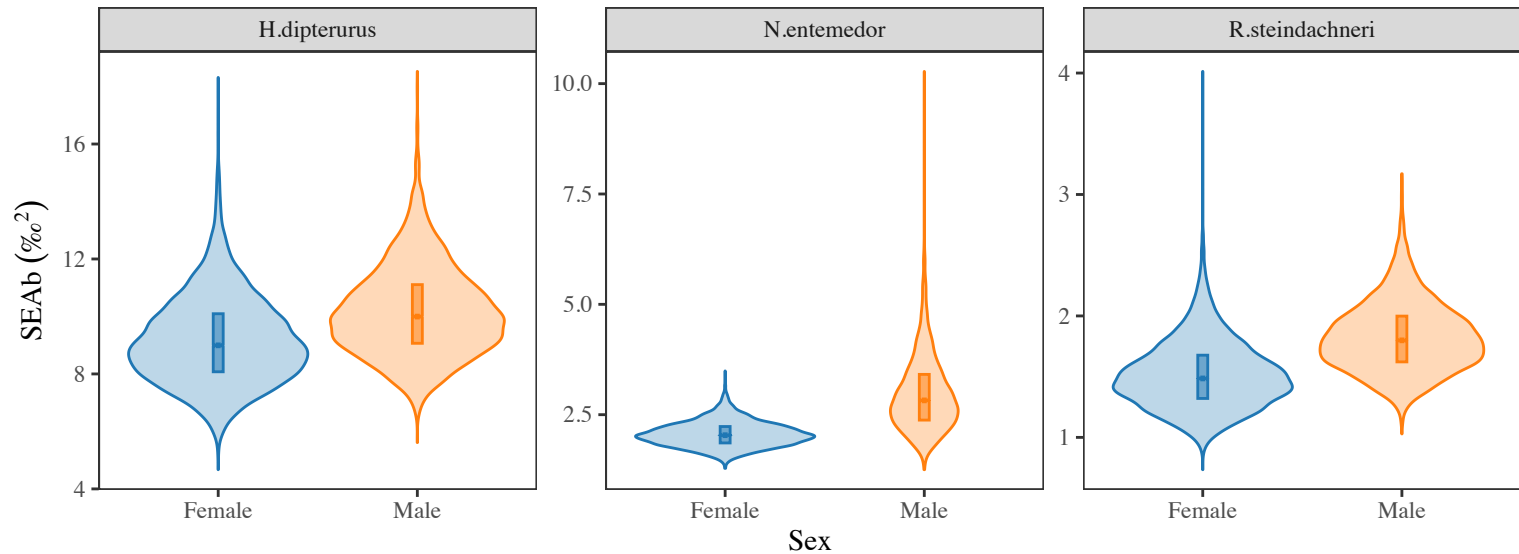 H.dipterurus
N.entemedor
R.steindachneri
SEAb (‰²)
16
12
8
4
10.0
7.5
5.0
2.5
4
3
2
1
Female
Male
Female
Male
Female
Male
Sex